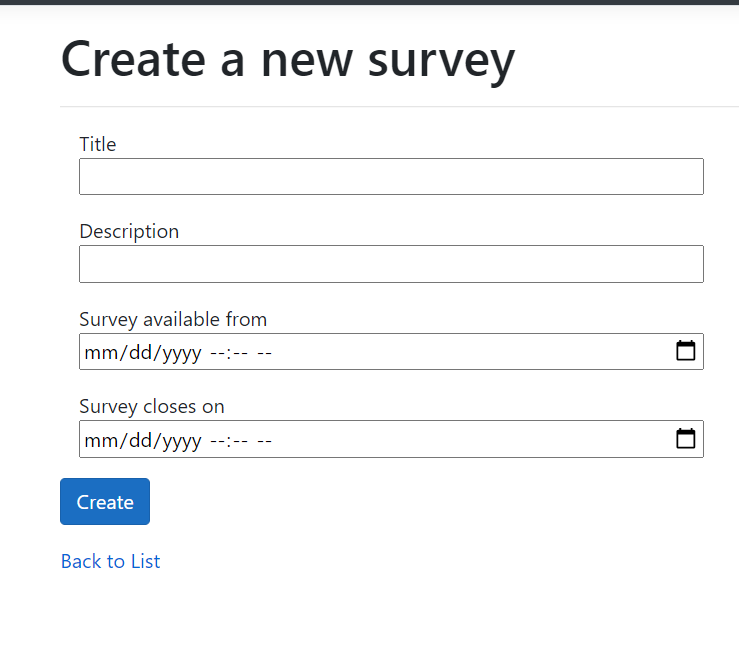 Create a new survey
Title
Description
Survey available from
mm/dd/yyyy --:-- --
Survey closes on
mm/dd/yyyy --:-- --
Create
Back to List